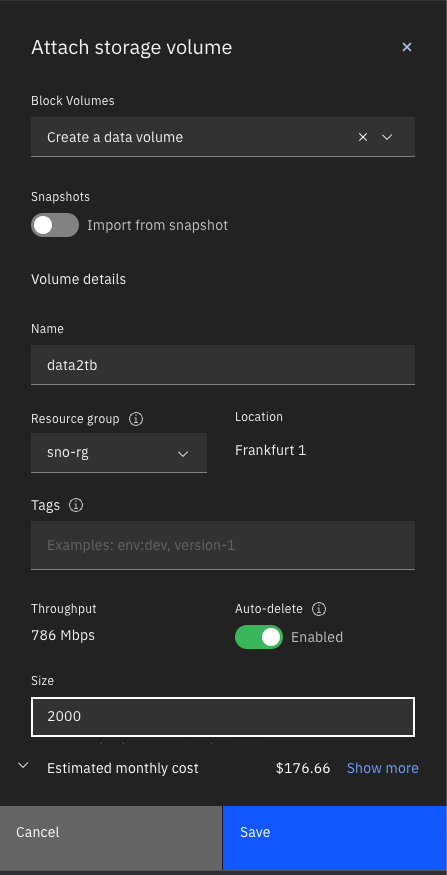 Attach storage volume
Block Volumes
Create a data volume
Snapshots
Import from snapshot
Volume details
Name
data2tb
Resource group
Location
sno-rg
Frankfurt 1
Tags
Examples: env:dev, version-1
Throughput
Auto-delete
786 Mbps
Enabled
Size
2000
Estimated monthly cost $176.66 Show more
Cancel
Save